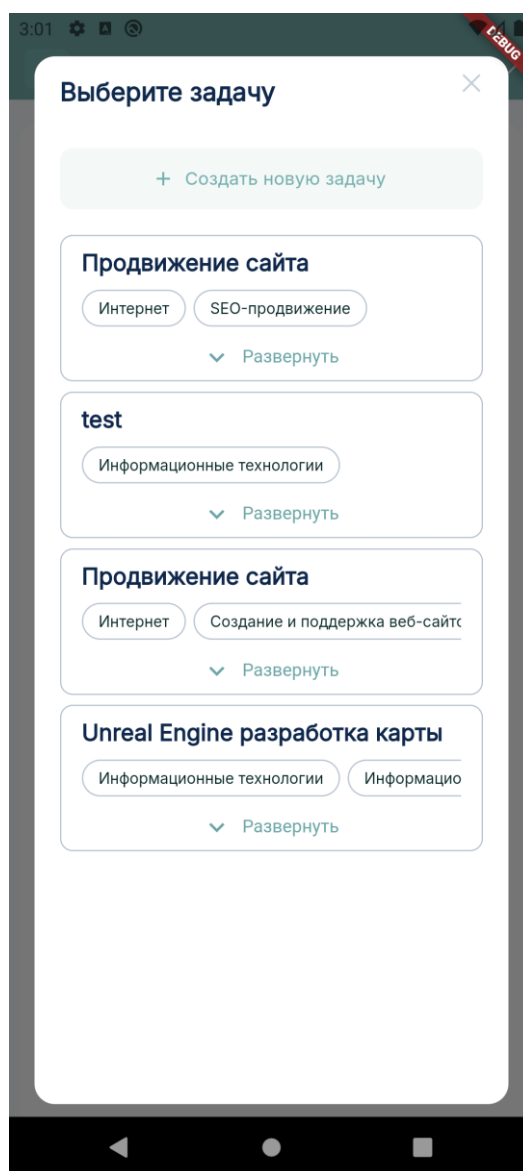 3:01
DEBUG
Выберите задачу
+ Создать новую задачу
Продвижение сайта
Интернет SEO-продвижение
Развернуть
test
Информационные технологии
Развернуть
Продвижение сайта
Интернет Создание и поддержка веб-сайтс
Развернуть
Unreal Engine разработка карты
Информационные технологии Информацио
Развернуть